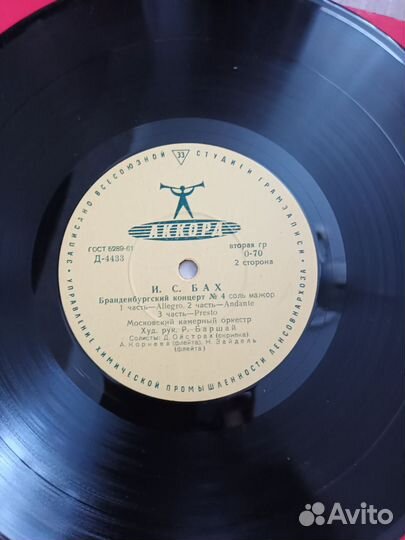 ЗАПИСАНО ВСЕСОЮЗНОЙ СТУДИЕЙ ГРАМЗАПИСИ
33
АККОРД
ГОСТ 5289-61
Д-4433
вторая гр
0-70
2 сторона
И. С. БАХ
Бранденбургский концерт № 4 соль мажор
1 часть—Allegro, 2 часть—Andante
3 часть—Presto
Московский камерный оркестр
Худ. рук. Р. Баршай
Солисты: Д. Ойстрах (скрипка),
А. Корнеев (флейта), Н. Зайдель
(флейта)
УПРАВЛЕНИЕ ХИМИЧЕСКОЙ ПРОМЫШЛЕННОСТИ ЛЕНСОВНАРХОЗА
Avito